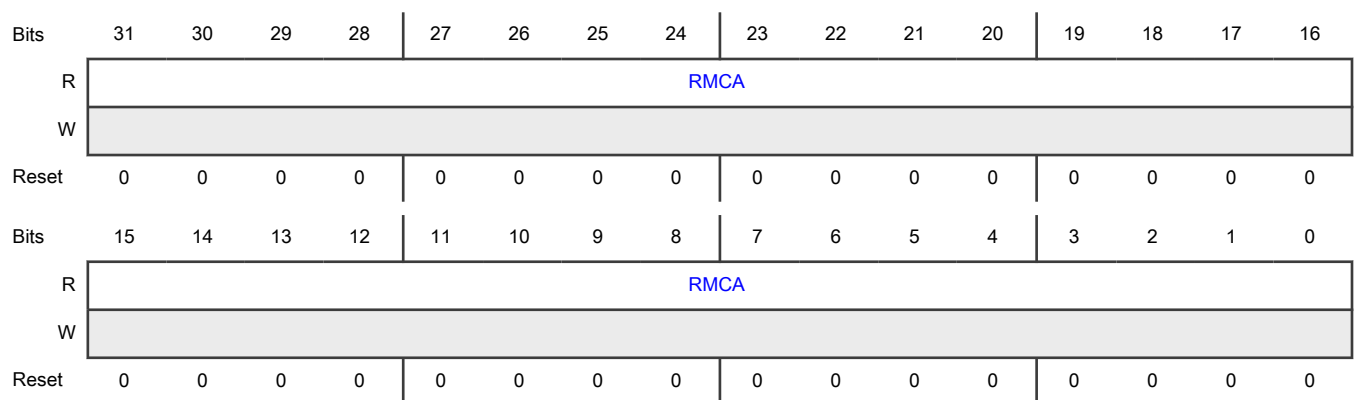 Bits 31 30 29 28 27 26 25 24 23 22 21 20 19 18 17 16
R RMCA
W
Reset 0 0 0 0 0 0 0 0 0 0 0 0 0 0 0 0
Bits 15 14 13 12 11 10 9 8 7 6 5 4 3 2 1 0
R RMCA
W
Reset 0 0 0 0 0 0 0 0 0 0 0 0 0 0 0 0